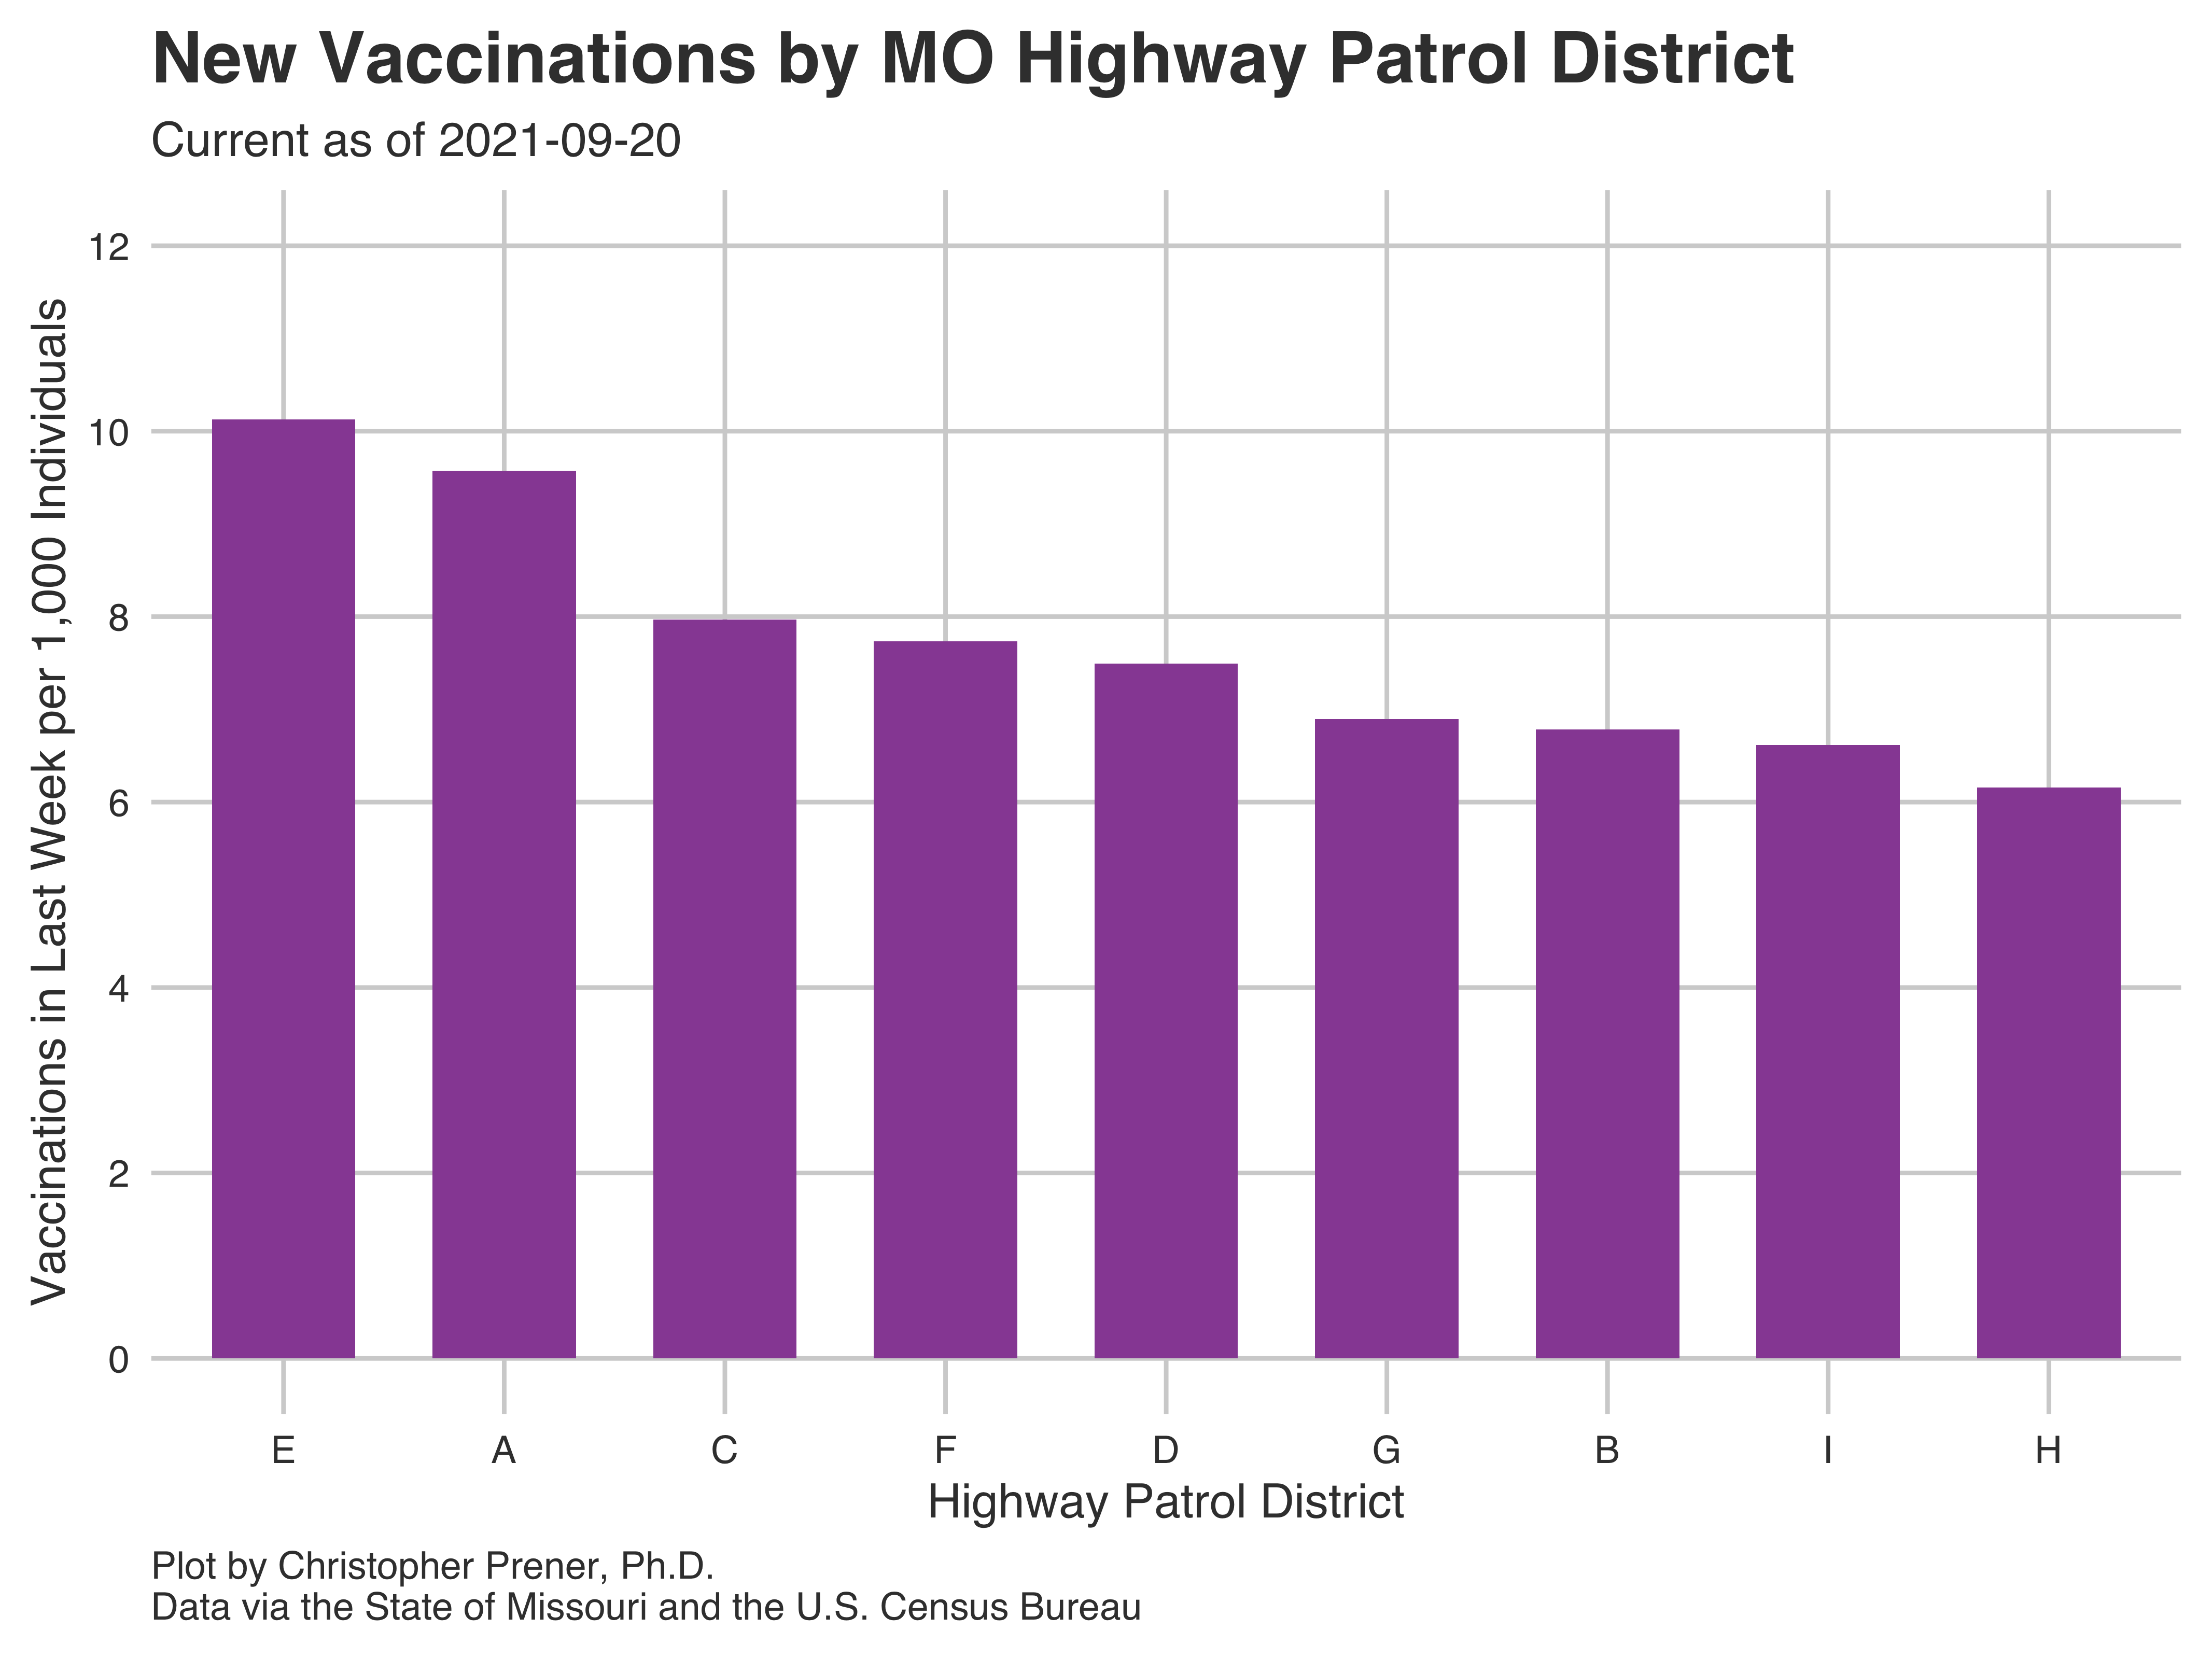 New Vaccinations by MO Highway Patrol District
Current as of 2021-09-20
Vaccinations in Last Week per 1,000 Individuals
12
10
8
6
4
2
0
E A C F D G B I H
Highway Patrol District
Plot by Christopher Prener, Ph.D.
Data via the State of Missouri and the U.S. Census Bureau